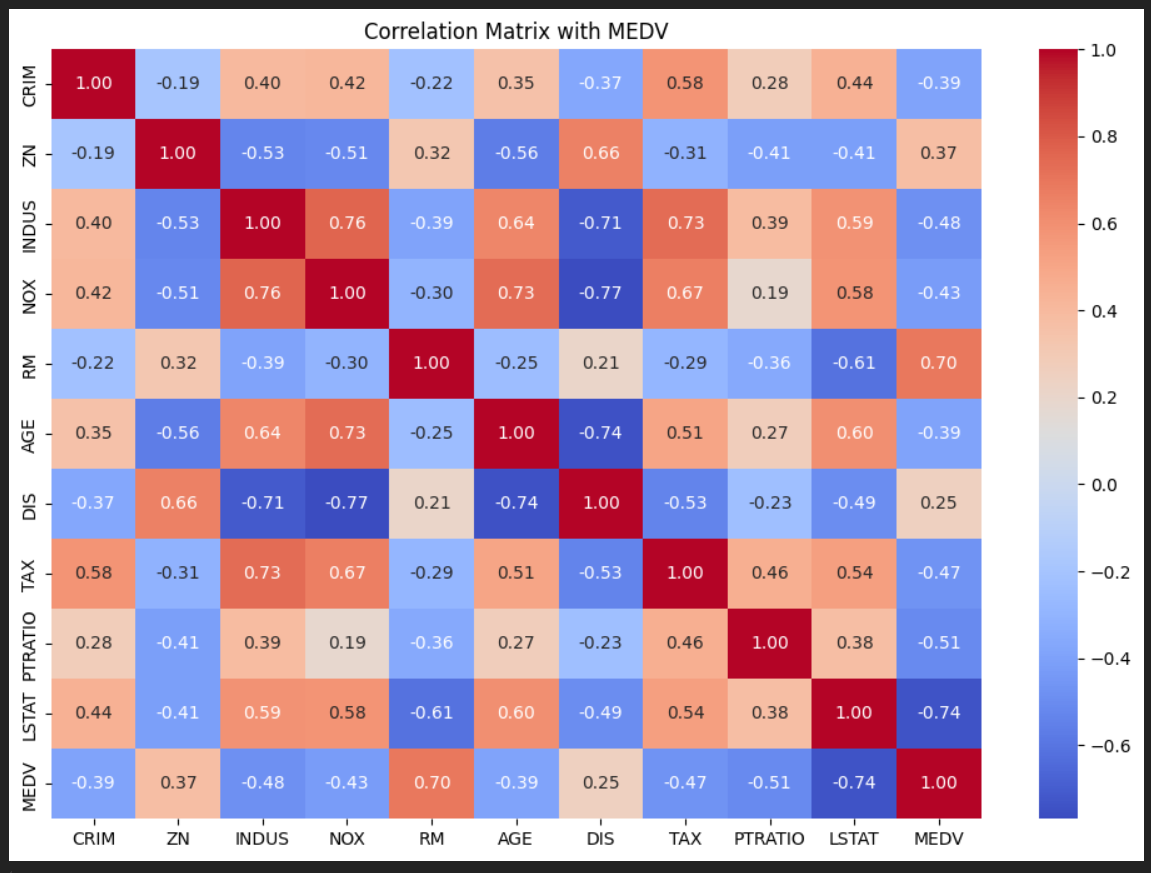 Correlation Matrix with MEDV
CRIM 1.00 -0.19 0.40 0.42 -0.22 0.35 -0.37 0.58 0.28 0.44 -0.39
ZN -0.19 1.00 -0.53 -0.51 0.32 -0.56 0.66 -0.31 -0.41 -0.41 0.37
INDUS 0.40 -0.53 1.00 0.76 -0.39 0.64 -0.71 0.73 0.39 0.59 -0.48
NOX 0.42 -0.51 0.76 1.00 -0.30 0.73 -0.77 0.67 0.19 0.58 -0.43
RM -0.22 0.32 -0.39 -0.30 1.00 -0.25 0.21 -0.29 -0.36 -0.61 0.70
AGE 0.35 -0.56 0.64 0.73 -0.25 1.00 -0.74 0.51 0.27 0.60 -0.39
DIS -0.37 0.66 -0.71 -0.77 0.21 -0.74 1.00 -0.53 -0.23 -0.49 0.25
TAX 0.58 -0.31 0.73 0.67 -0.29 0.51 -0.53 1.00 0.46 0.54 -0.47
PTRATIO 0.28 -0.41 0.39 0.19 -0.36 0.27 -0.23 0.46 1.00 0.38 -0.51
LSTAT 0.44 -0.41 0.59 0.58 -0.61 0.60 -0.49 0.54 0.38 1.00 -0.74
MEDV -0.39 0.37 -0.48 -0.43 0.70 -0.39 0.25 -0.47 -0.51 -0.74 1.00
CRIM ZN INDUS NOX RM AGE DIS TAX PTRATIO LSTAT MEDV
1.0
0.8
0.6
0.4
0.2
0.0
−0.2
−0.4
−0.6